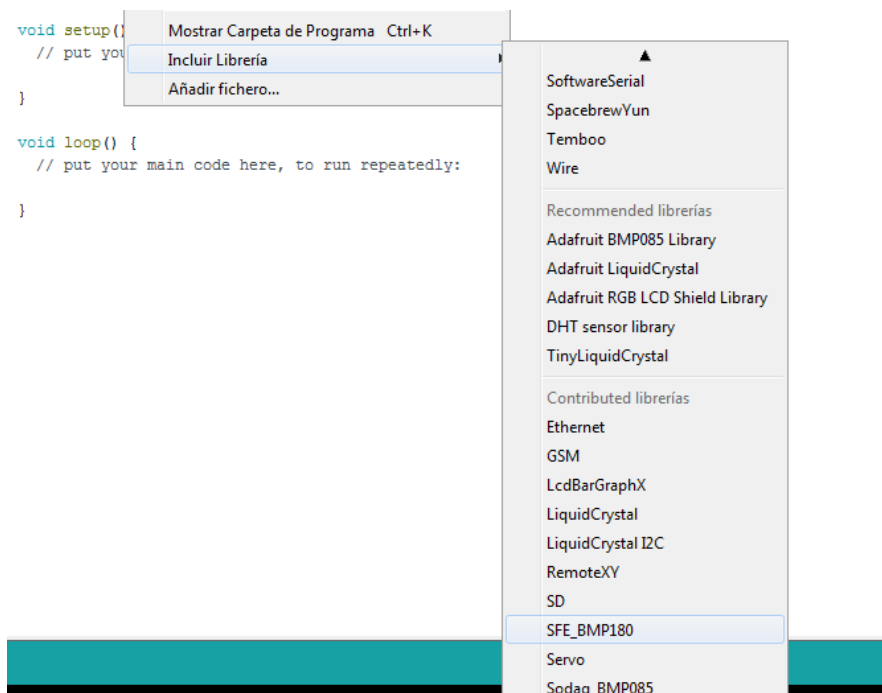 void setup()
// put you
}
void loop() {
// put your main code here, to run repeatedly:
}
Mostrar Carpeta de Programa Ctrl+K
Incluir Librería
Añadir fichero...
SoftwareSerial
SpacebrewYun
Temboo
Wire
Recommended librerías
Adafruit BMP085 Library
Adafruit LiquidCrystal
Adafruit RGB LCD Shield Library
DHT sensor library
TinyLiquidCrystal
Contributed librerías
Ethernet
GSM
LcdBarGraphX
LiquidCrystal
LiquidCrystal I2C
RemoteXY
SD
SFE_BMP180
Servo
Sodaq_BMP085